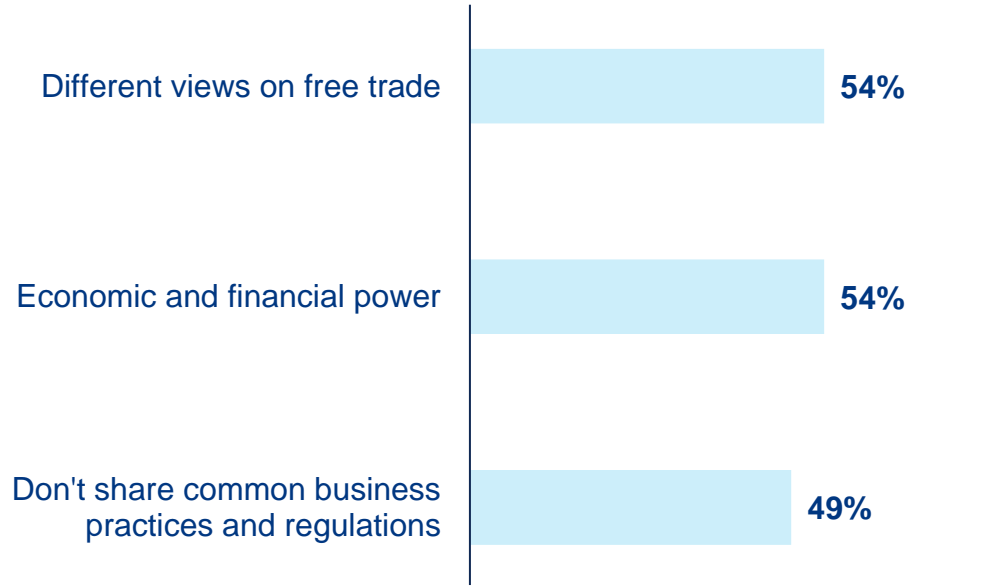 Different views on free trade
54%
Economic and financial power
54%
Don't share common business
practices and regulations
49%